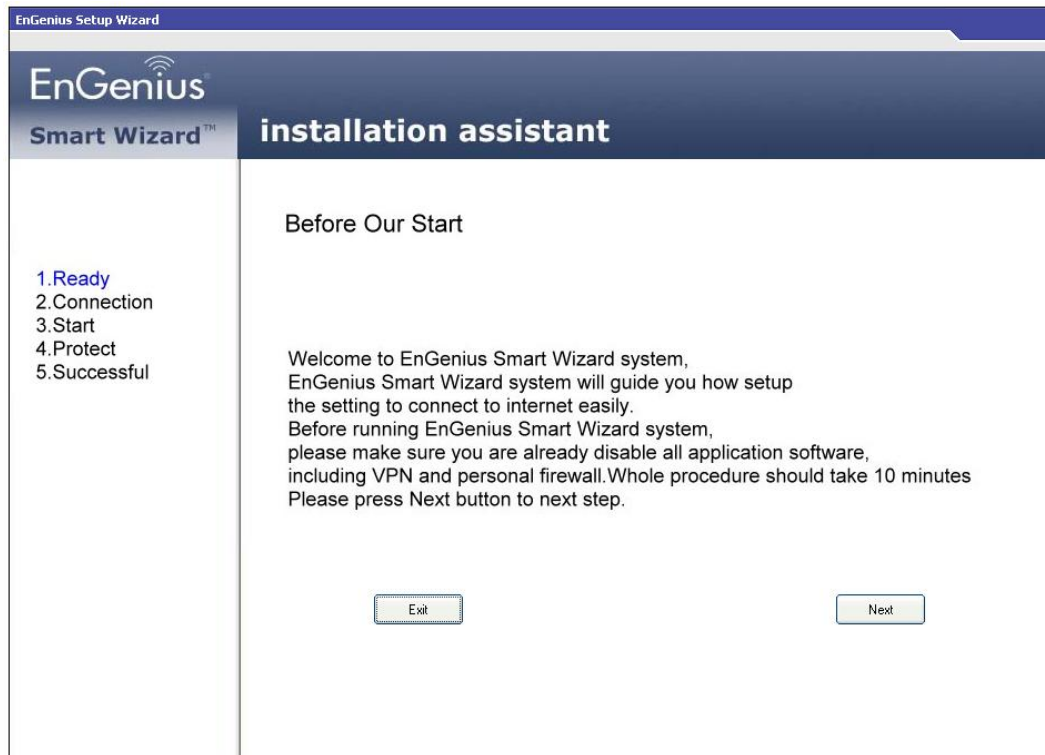 EnGenius Setup Wizard
EnGenius
Smart Wizard™
installation assistant
Before Our Start
1.Ready
2.Connection
3.Start
4.Protect
5.Successful
Welcome to EnGenius Smart Wizard system,
EnGenius Smart Wizard system will guide you how setup
the setting to connect to internet easily.
Before running EnGenius Smart Wizard system,
please make sure you are already disable all application software,
including VPN and personal firewall.Whole procedure should take 10 minutes
Please press Next button to next step.
Exit
Next